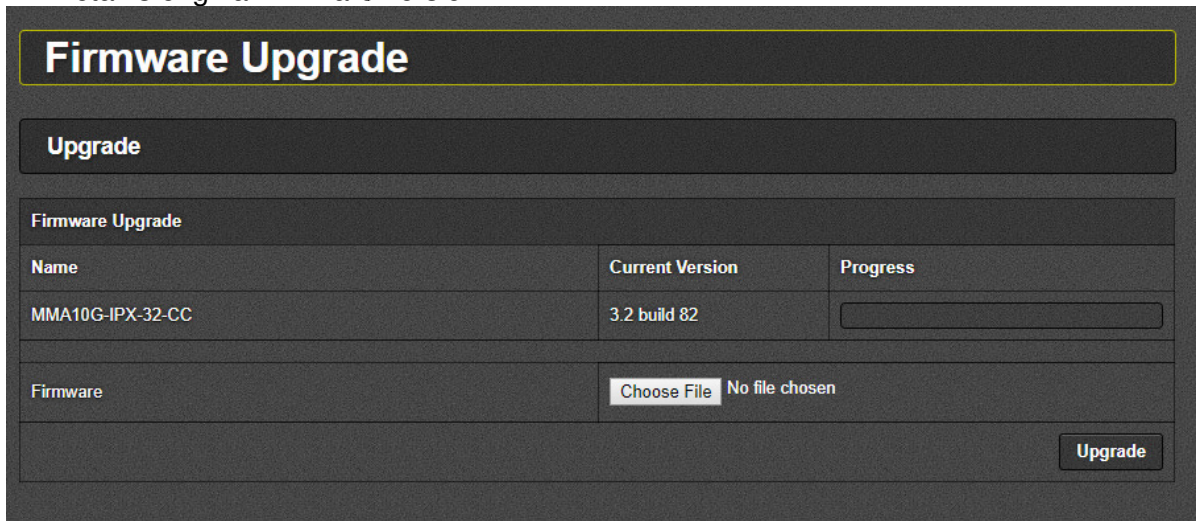 Firmware Upgrade
Upgrade
Firmware Upgrade
Name Current Version Progress
MMA10G-IPX-32-CC 3.2 build 82
Firmware Choose File No file chosen
Upgrade